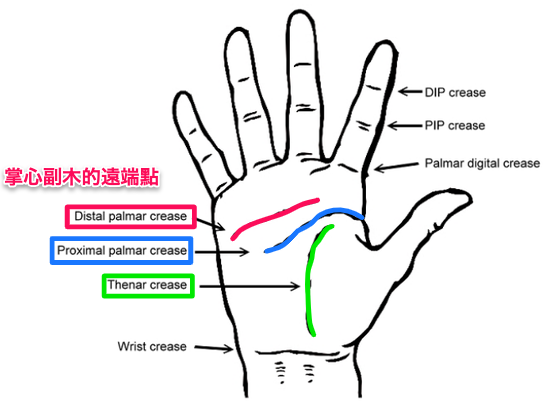 DIP crease
PIP crease
Palmar digital crease
掌心副木的遠端點
Distal palmar crease
Proximal palmar crease
Thenar crease
Wrist crease